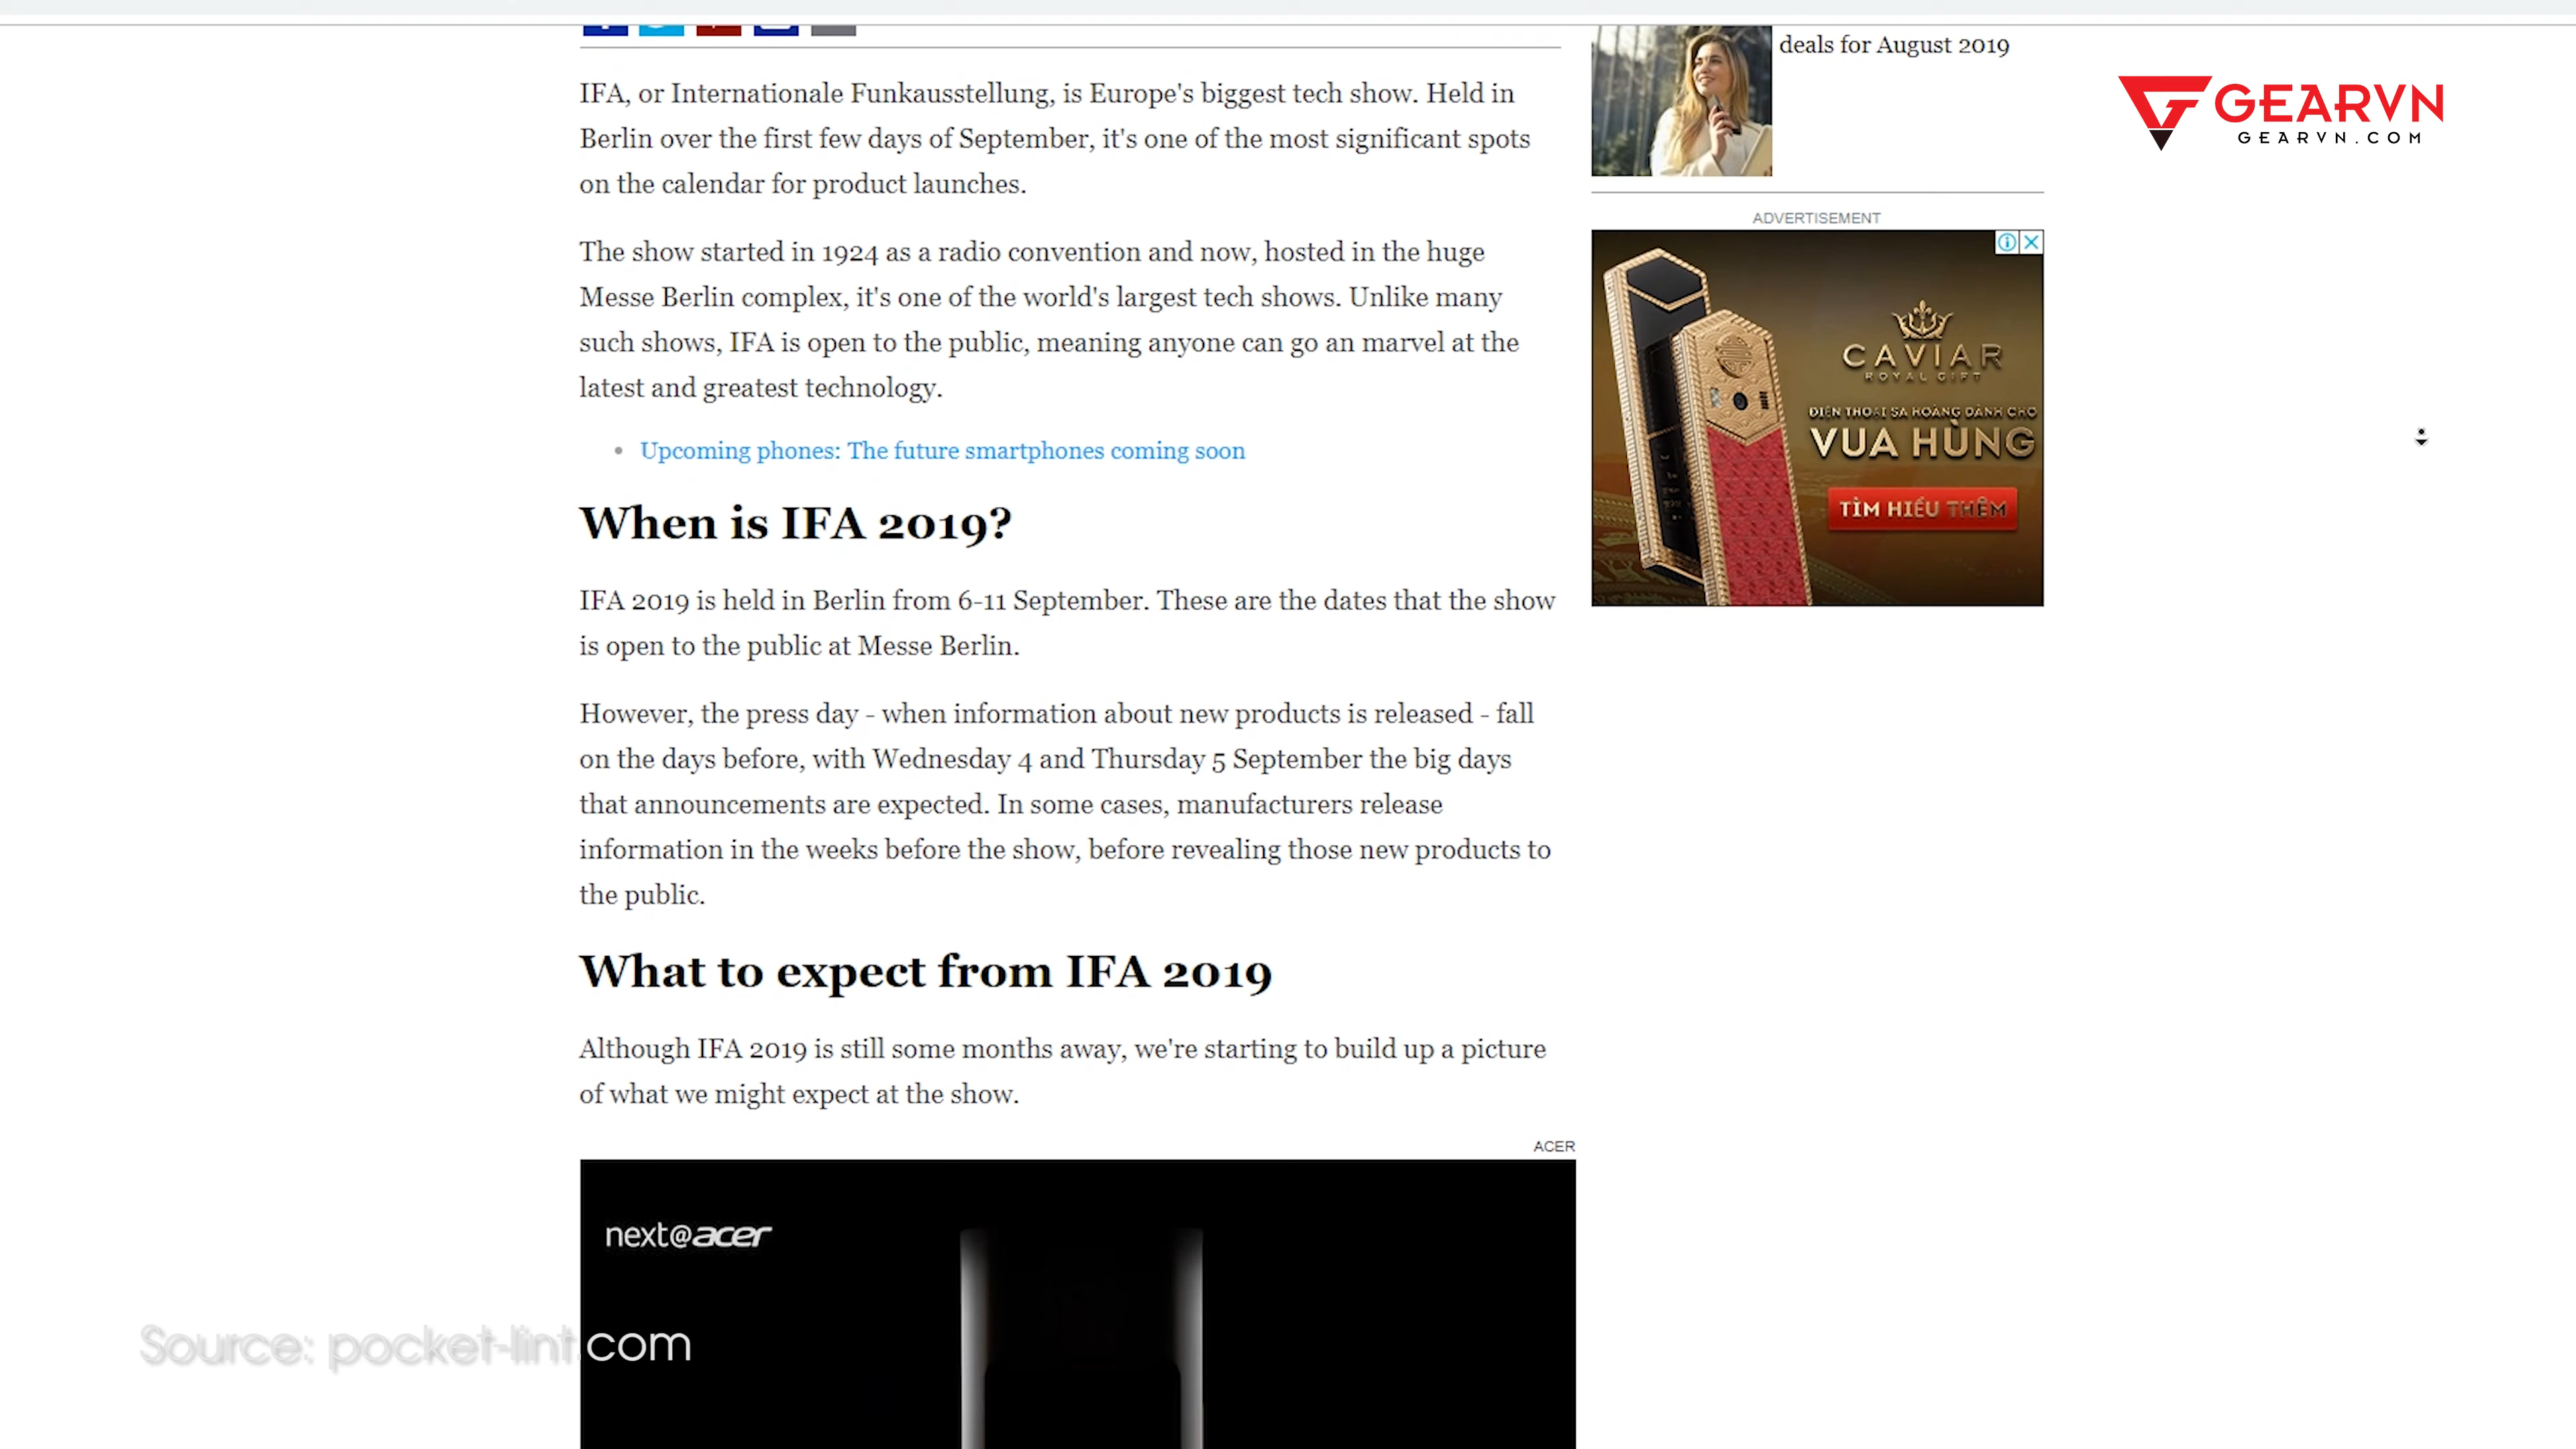 deals for August 2019
GEARVN
GEARVN.COM
IFA, or Internationale Funkausstellung, is Europe's biggest tech show. Held in
Berlin over the first few days of September, it's one of the most significant spots
on the calendar for product launches.
ADVERTISEMENT
The show started in 1924 as a radio convention and now, hosted in the huge
Messe Berlin complex, it's one of the world's largest tech shows. Unlike many
such shows, IFA is open to the public, meaning anyone can go an marvel at the
latest and greatest technology.
CAVIAR
ROYAL GIFT
ĐIỆN THOẠI SA HOÀNG DÀNH CHO
VUA HÙNG
TÌM HIỂU THÊM
Upcoming phones: The future smartphones coming soon
When is IFA 2019?
IFA 2019 is held in Berlin from 6-11 September. These are the dates that the show
is open to the public at Messe Berlin.
However, the press day - when information about new products is released - fall
on the days before, with Wednesday 4 and Thursday 5 September the big days
that announcements are expected. In some cases, manufacturers release
information in the weeks before the show, before revealing those new products to
the public.
What to expect from IFA 2019
Although IFA 2019 is still some months away, we're starting to build up a picture
of what we might expect at the show.
ACER
next@acer
Source: pocket-lint.com